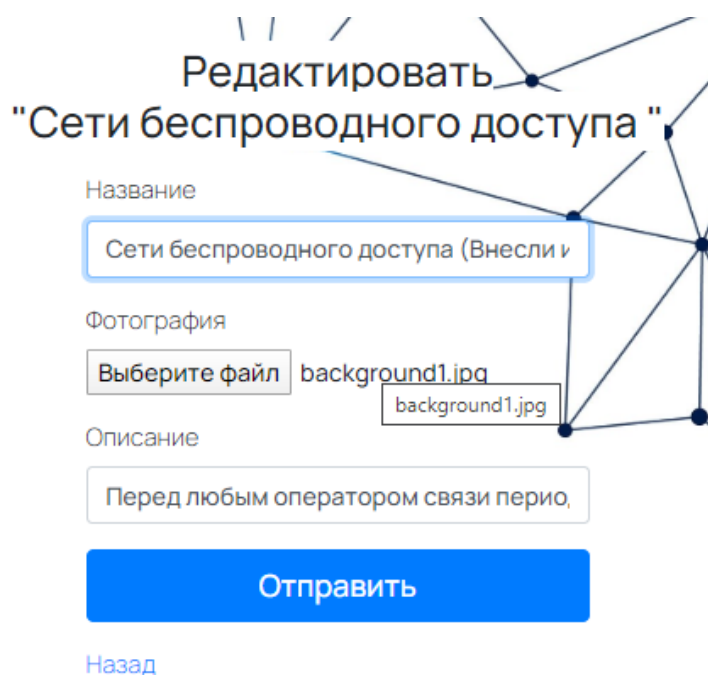 Редактировать
"Сети беспроводного доступа "
Название
Сети беспроводного доступа (Внесли и
Фотография
Выберите файл background1.jpg
background1.jpg
Описание
Перед любым оператором связи перио
Отправить
Назад